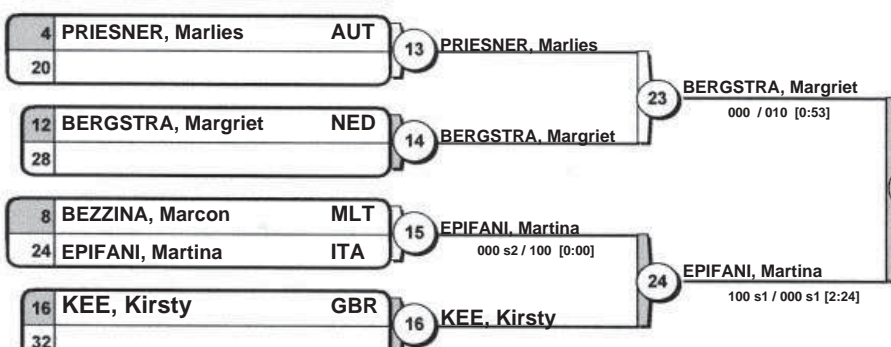 4 PRIESNER, Marlies AUT
20
13 PRIESNER, Marlies
12 BERGSTRA, Margriet NED
28
14 BERGSTRA, Margriet
23 BERGSTRA, Margriet
000 / 010 [0:53]
8 BEZZINA, Marcon MLT
24 EPIFANI, Martina ITA
15 EPIFANI, Martina
000 s2 / 100 [0:00]
16 KEE, Kirsty GBR
32
16 KEE, Kirsty
24 EPIFANI, Martina
100 s1 / 000 s1 [2:24]